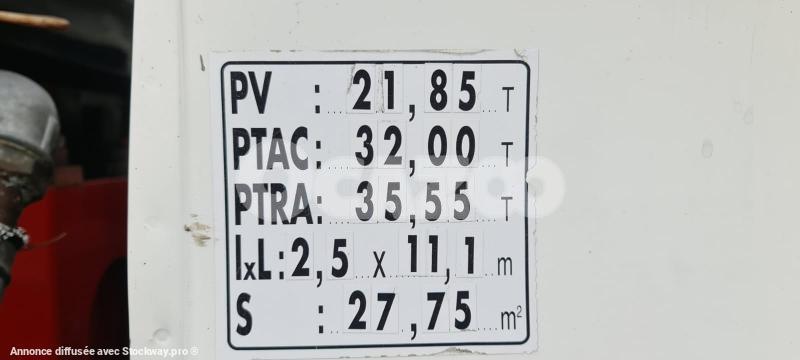 PV : 21,85 T
PTAC : 32,00 T
PTRA : 35,55 T
lxL : 2,5 x 11,1 m
S : 27,75 m²
Annonce diffusée avec Stockway.pro ®